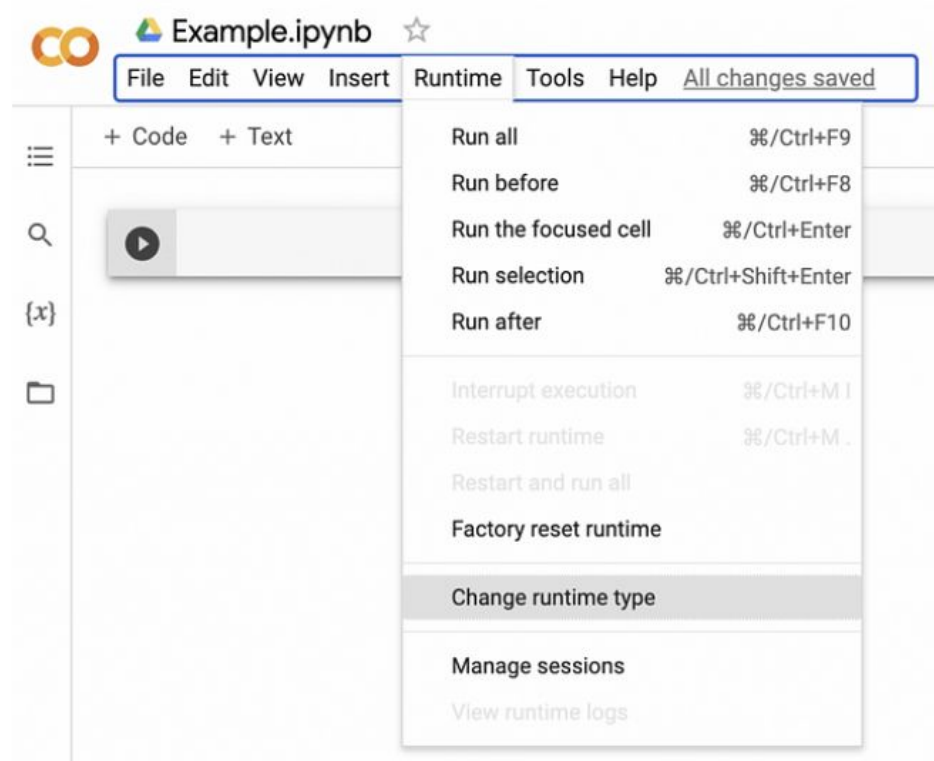 Example.ipynb
File Edit View Insert Runtime Tools Help All changes saved
+ Code + Text
Run all ⌘/Ctrl+F9
Run before ⌘/Ctrl+F8
Run the focused cell ⌘/Ctrl+Enter
Run selection ⌘/Ctrl+Shift+Enter
Run after ⌘/Ctrl+F10
{x}
Interrupt execution ⌘/Ctrl+M I
Restart runtime ⌘/Ctrl+M .
Restart and run all
Factory reset runtime
Change runtime type
Manage sessions
View runtime logs